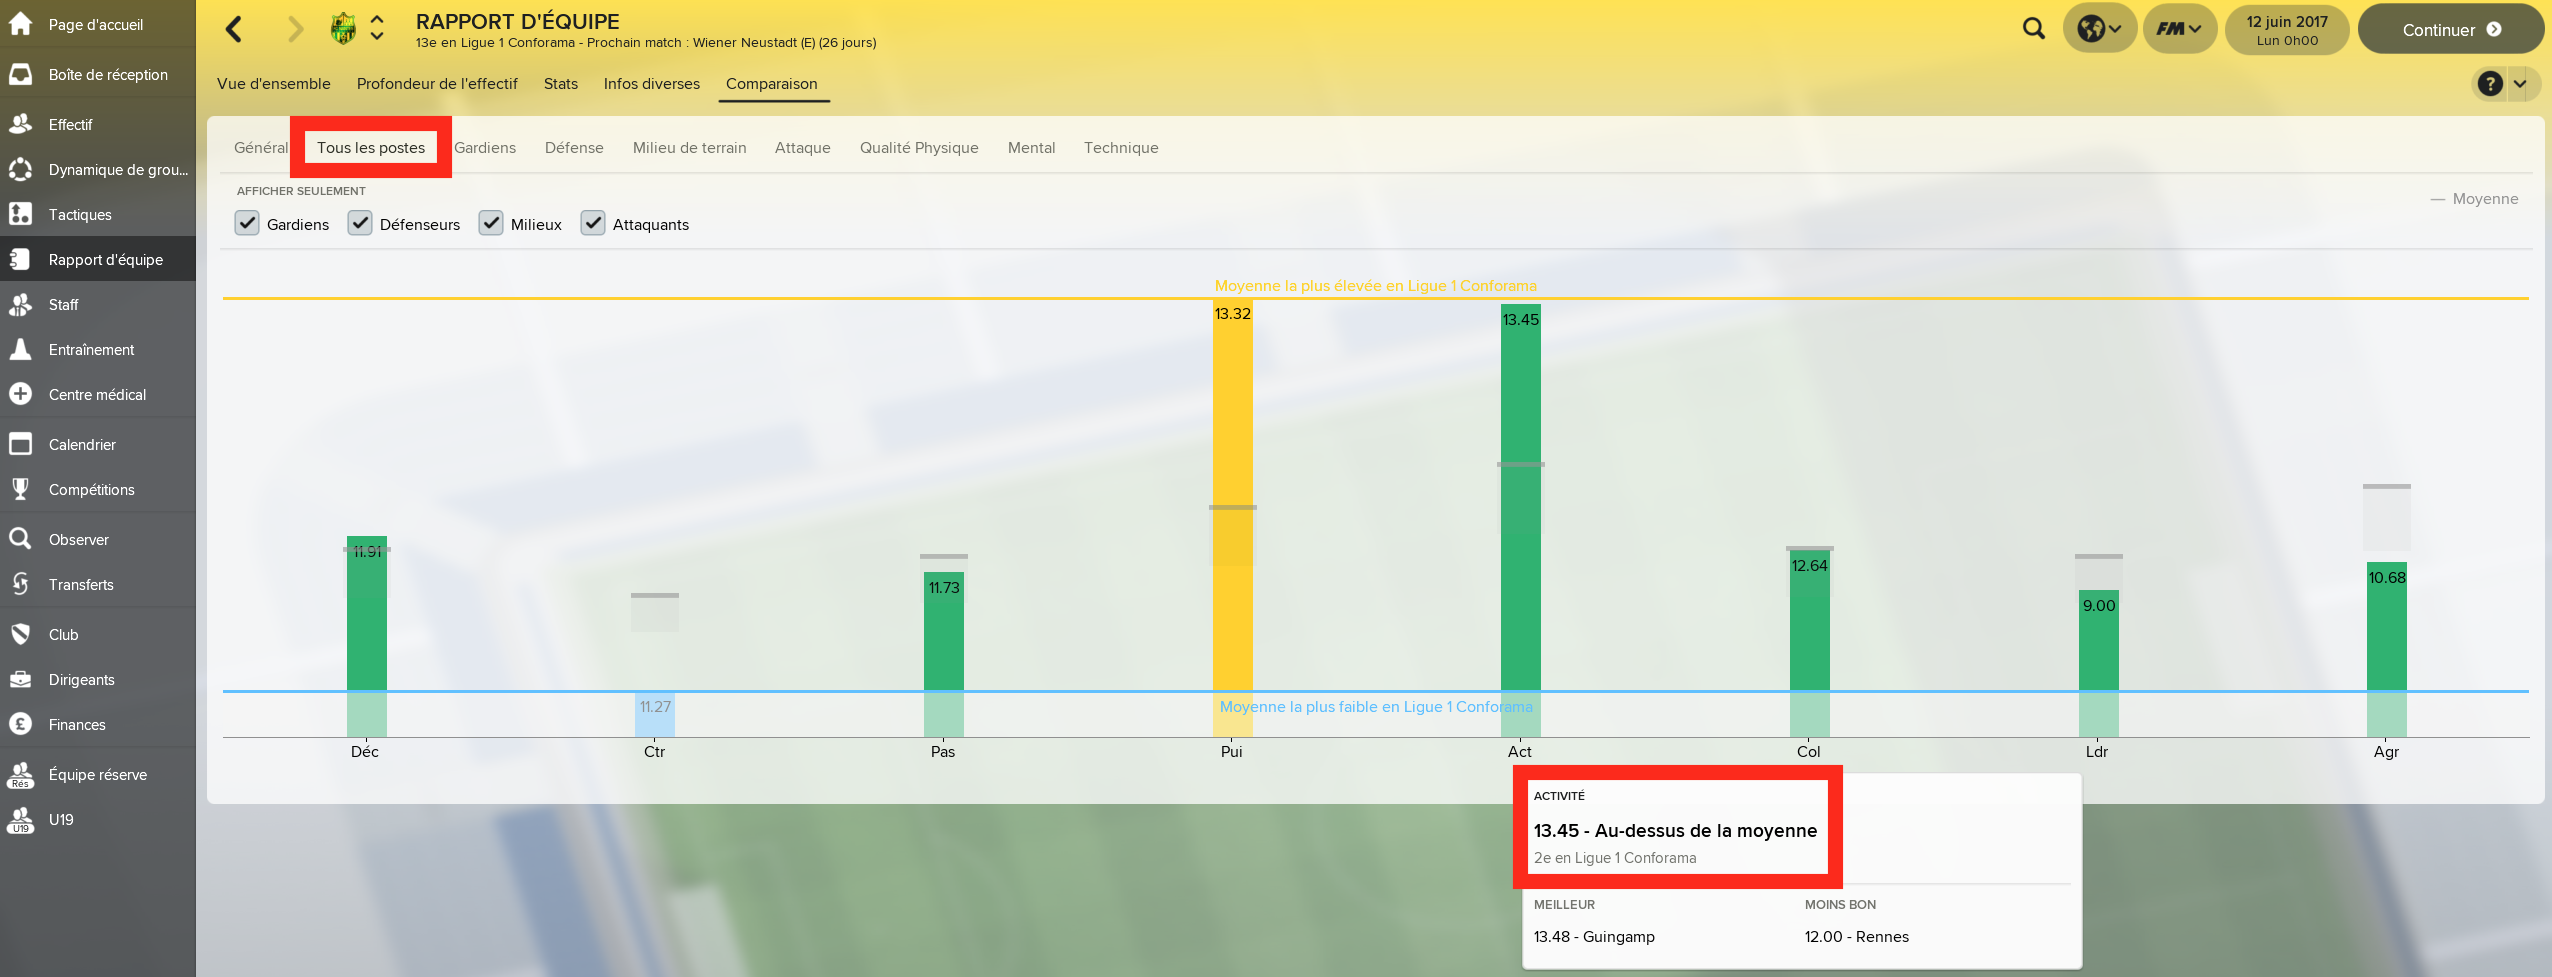 Page d'accueil
Boîte de réception
Effectif
Dynamique de grou...
Tactiques
Rapport d'équipe
Staff
Entraînement
Centre médical
Calendrier
Compétitions
Observer
Transferts
Club
Dirigeants
Finances
Rés
Équipe réserve
U19
U19
RAPPORT D'ÉQUIPE
13e en Ligue 1 Conforama - Prochain match : Wiener Neustadt (E) (26 jours)
FM
12 juin 2017
Lun 0h00
Continuer
Vue d'ensemble Profondeur de l'effectif Stats Infos diverses Comparaison
?
Général Tous les postes Gardiens Défense Milieu de terrain Attaque Qualité Physique Mental Technique
AFFICHER SEULEMENT
Gardiens Défenseurs Milieux Attaquants
— Moyenne
Moyenne la plus élevée en Ligue 1 Conforama
11.91 11.27 11.73 13.32 13.45 12.64 9.00 10.68
Moyenne la plus faible en Ligue 1 Conforama
Déc Ctr Pas Pui Act Col Ldr Agr
ACTIVITÉ
13.45 - Au-dessus de la moyenne
2e en Ligue 1 Conforama
MEILLEUR MOINS BON
13.48 - Guingamp 12.00 - Rennes